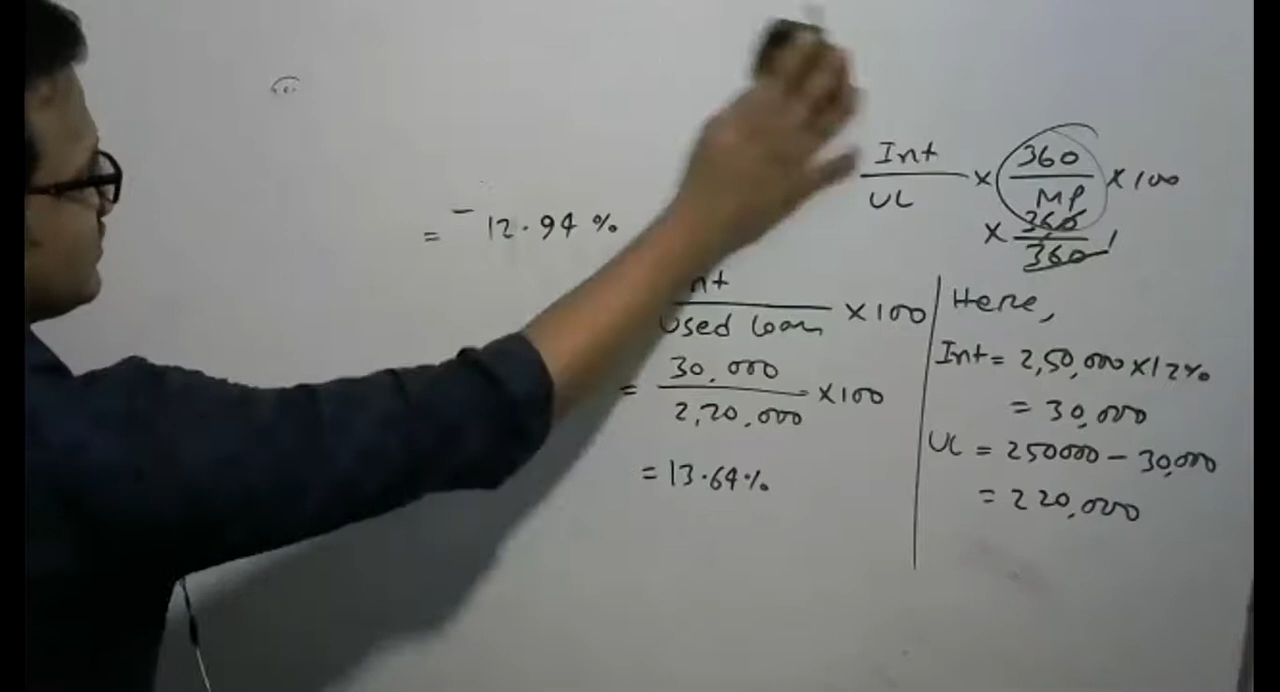 Int / UL × 360 / MP × 100
× 360 / 360
= 12.94 %
nt / Used Loan × 100
= 30,000 / 2,20,000 × 100
= 13.64%
Here,
Int = 2,50,000 × 12%
= 30,000
UL = 250000 - 30,000
= 220,000